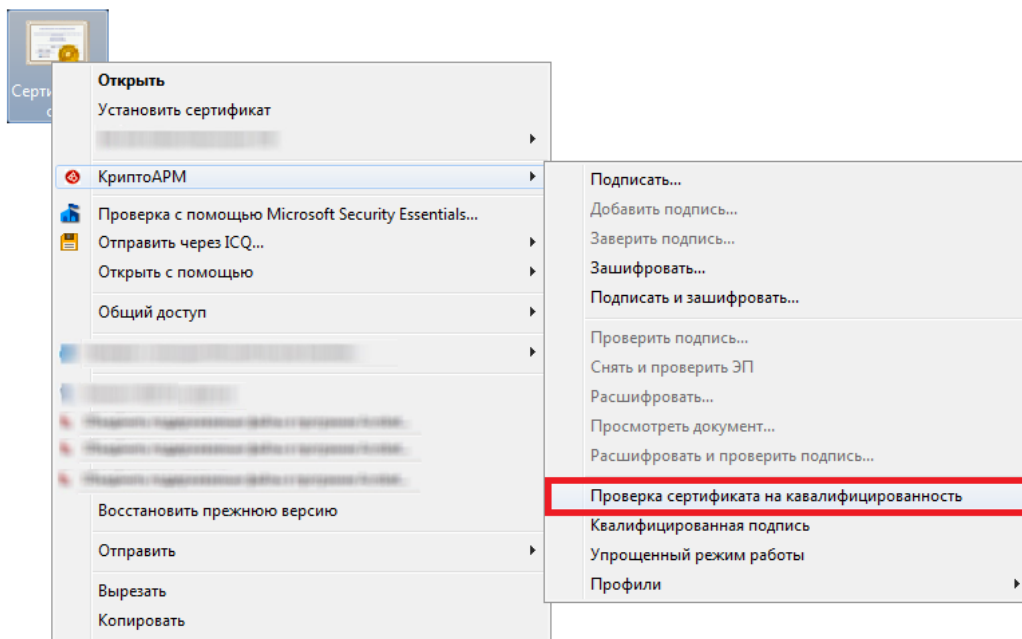 Открыть
Установить сертификат
КриптоАРМ
Проверка с помощью Microsoft Security Essentials...
Отправить через ICQ...
Открыть с помощью
Общий доступ
Восстановить прежнюю версию
Отправить
Вырезать
Копировать
Подписать...
Добавить подпись...
Заверить подпись...
Зашифровать...
Подписать и зашифровать...
Проверить подпись...
Снять и проверить ЭП
Расшифровать...
Просмотреть документ...
Расшифровать и проверить подпись...
Проверка сертификата на кавалифицированность
Квалифицированная подпись
Упрощенный режим работы
Профили